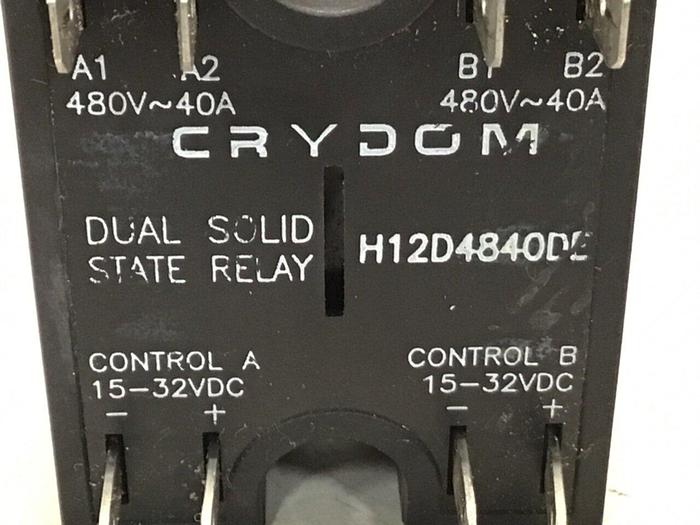 A1 A2 B1 B2
480V~40A 480V~40A
CRYDOM
DUAL SOLID
STATE RELAY
H12D4840DE
CONTROL A CONTROL B
15-32VDC 15-32VDC
- + - +